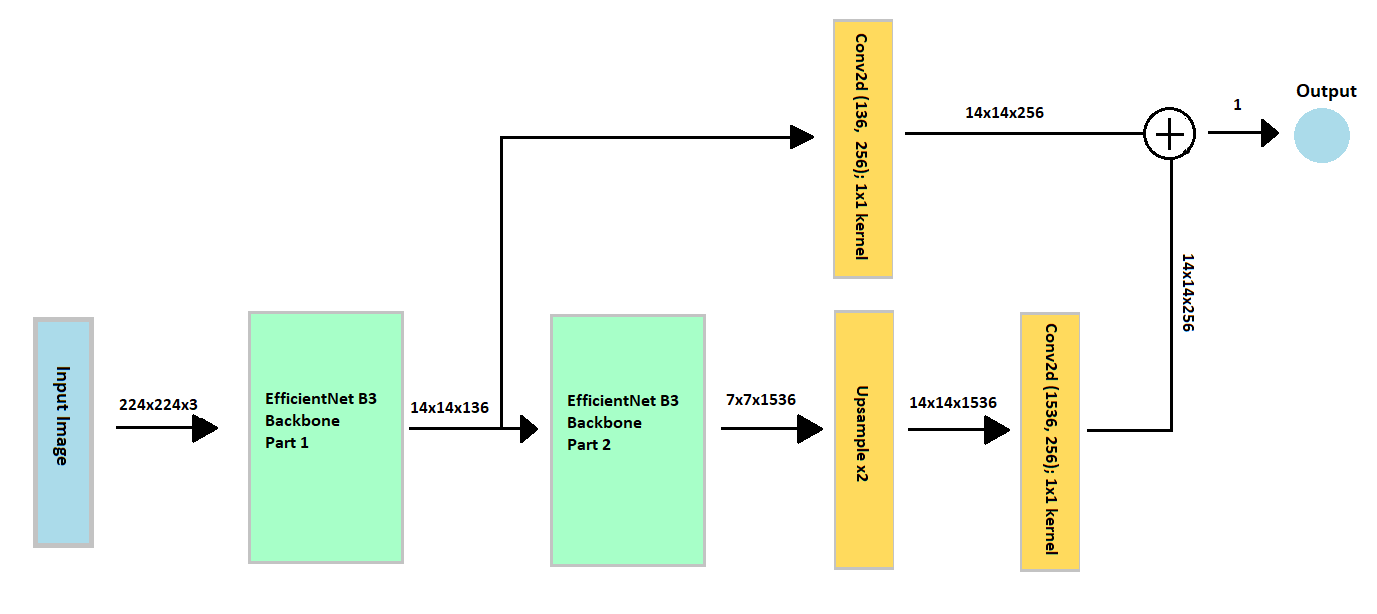 Input Image
224x224x3
EfficientNet B3
Backbone
Part 1
14x14x136
EfficientNet B3
Backbone
Part 2
7x7x1536
Upsample x2
14x14x1536
Conv2d (1536, 256); 1x1 kernel
14x14x256
Conv2d (136,  256); 1x1 kernel
14x14x256
1
Output